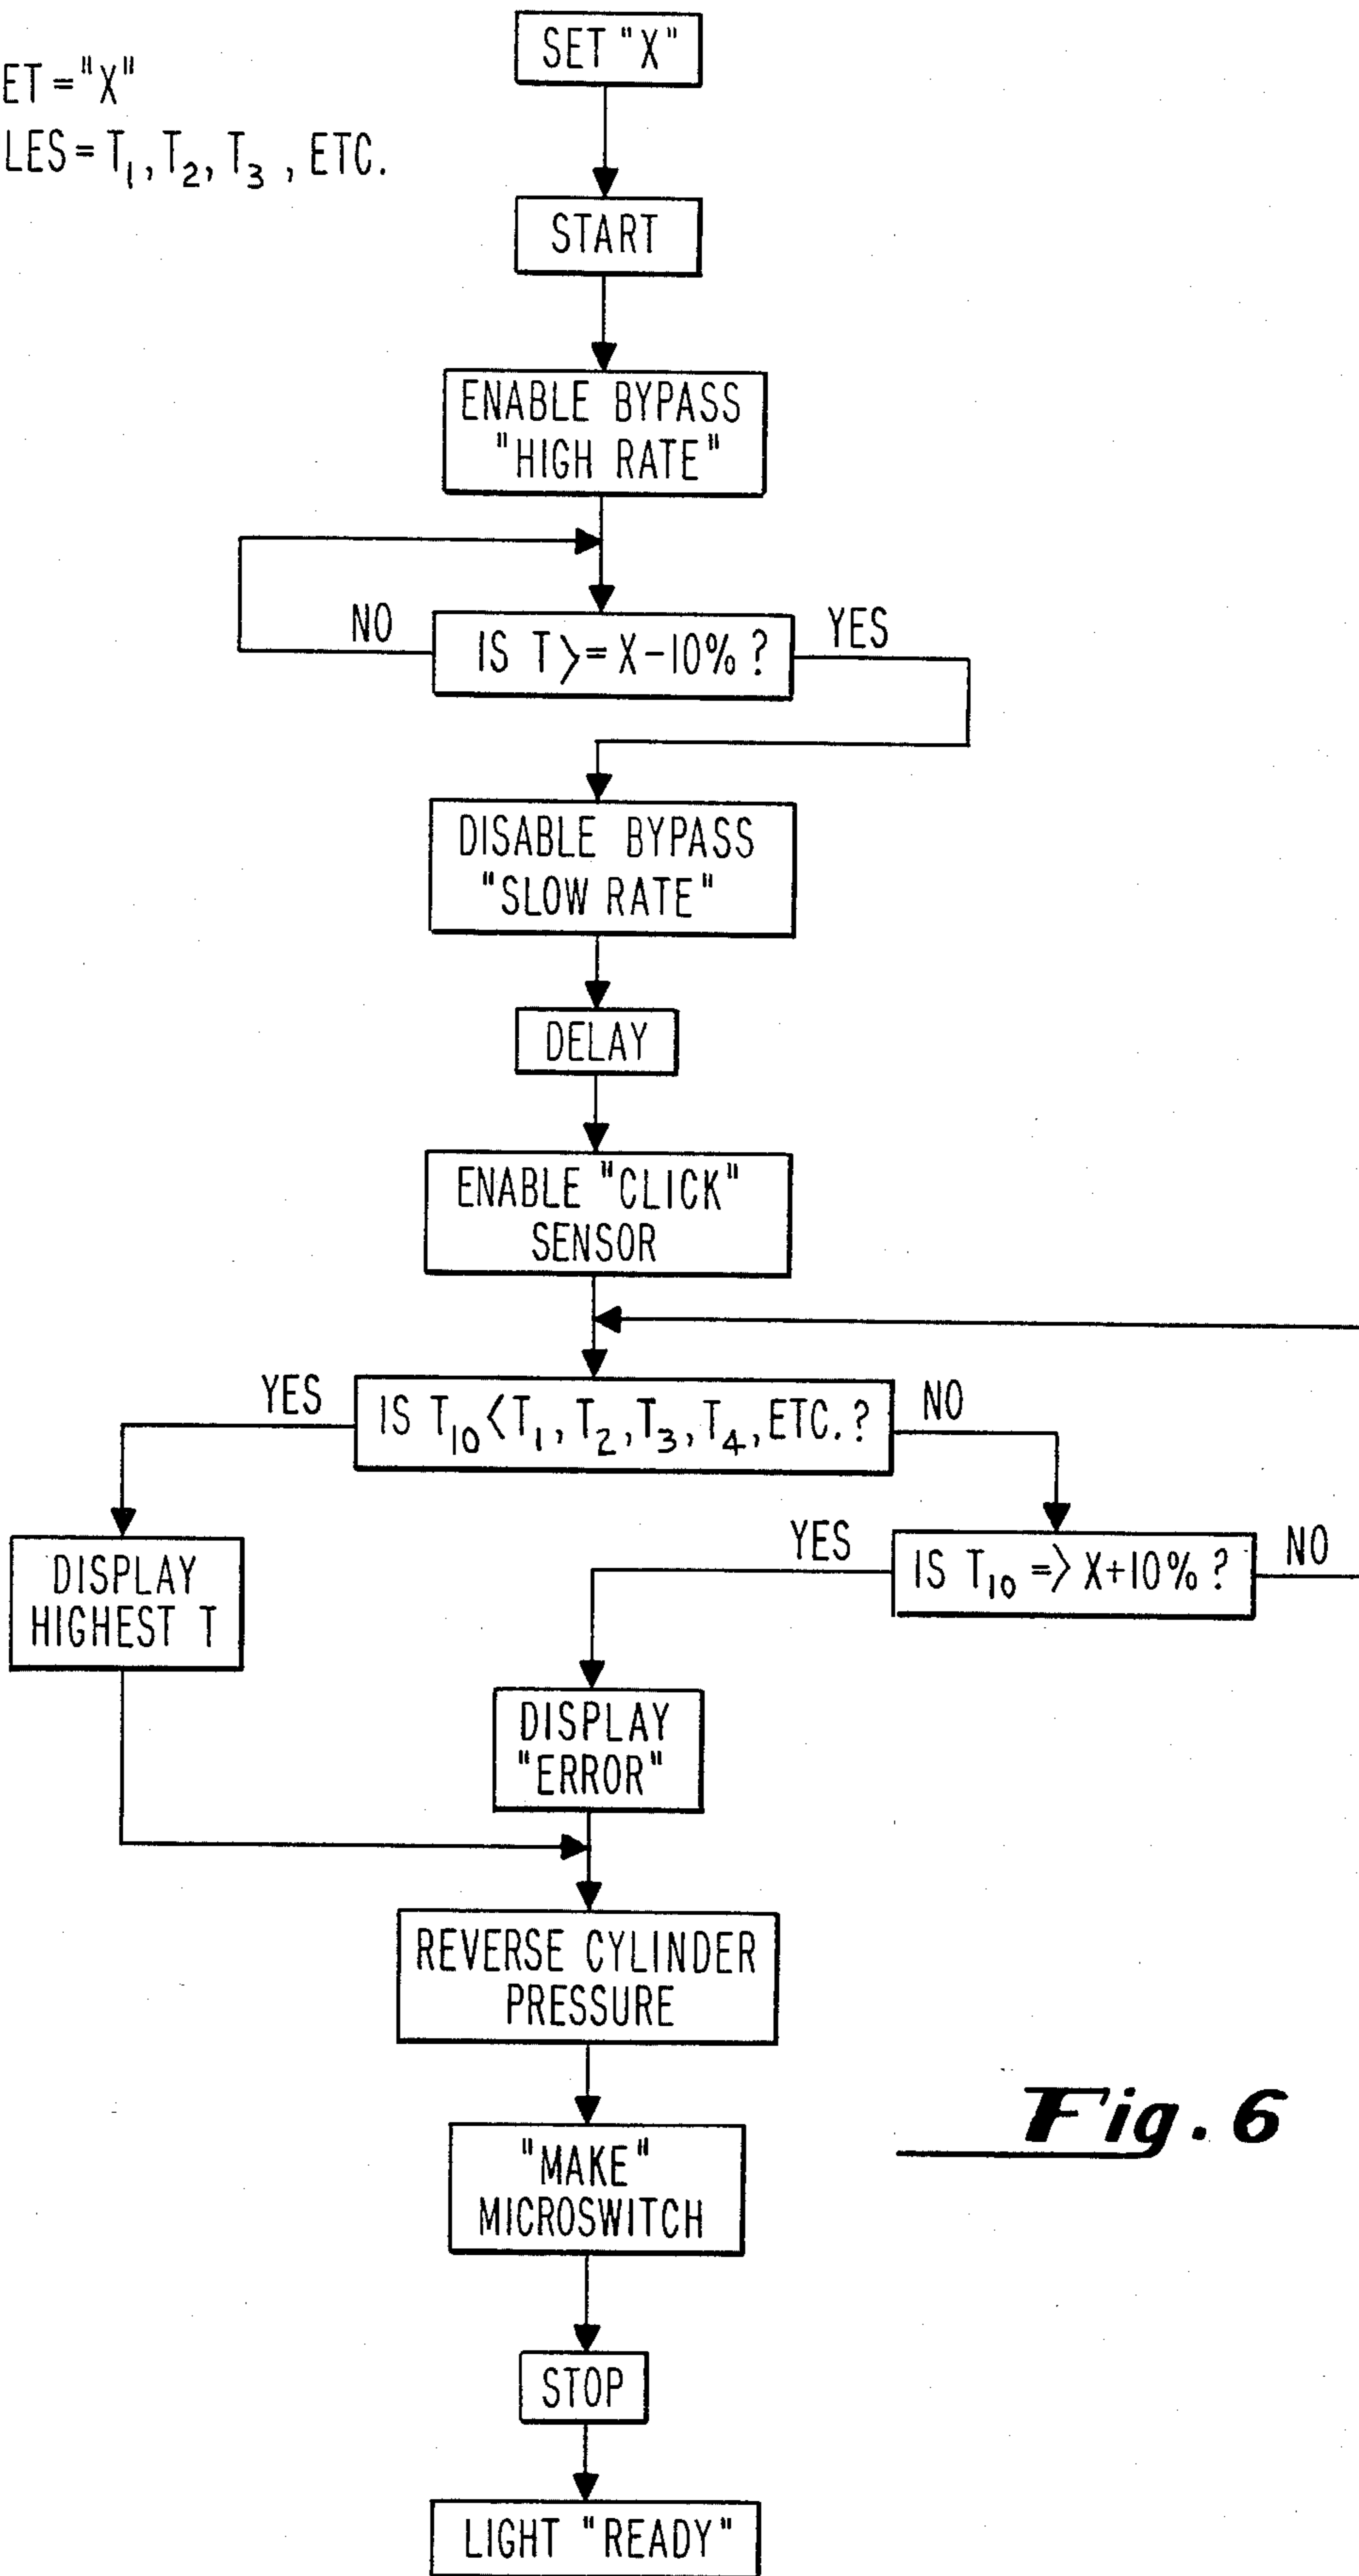 SET "X"
ET = "X"
LES = T₁, T₂, T₃, ETC.
START
ENABLE BYPASS
"HIGH RATE"
NO
IS T >= X-10% ?
YES
DISABLE BYPASS
"SLOW RATE"
DELAY
ENABLE "CLICK"
SENSOR
YES
IS T₁₀ < T₁, T₂, T₃, T₄, ETC. ?
NO
DISPLAY
HIGHEST T
YES
IS T₁₀ => X+10% ?
NO
DISPLAY
"ERROR"
REVERSE CYLINDER
PRESSURE
"MAKE"
MICROSWITCH
Fig. 6
STOP
LIGHT "READY"